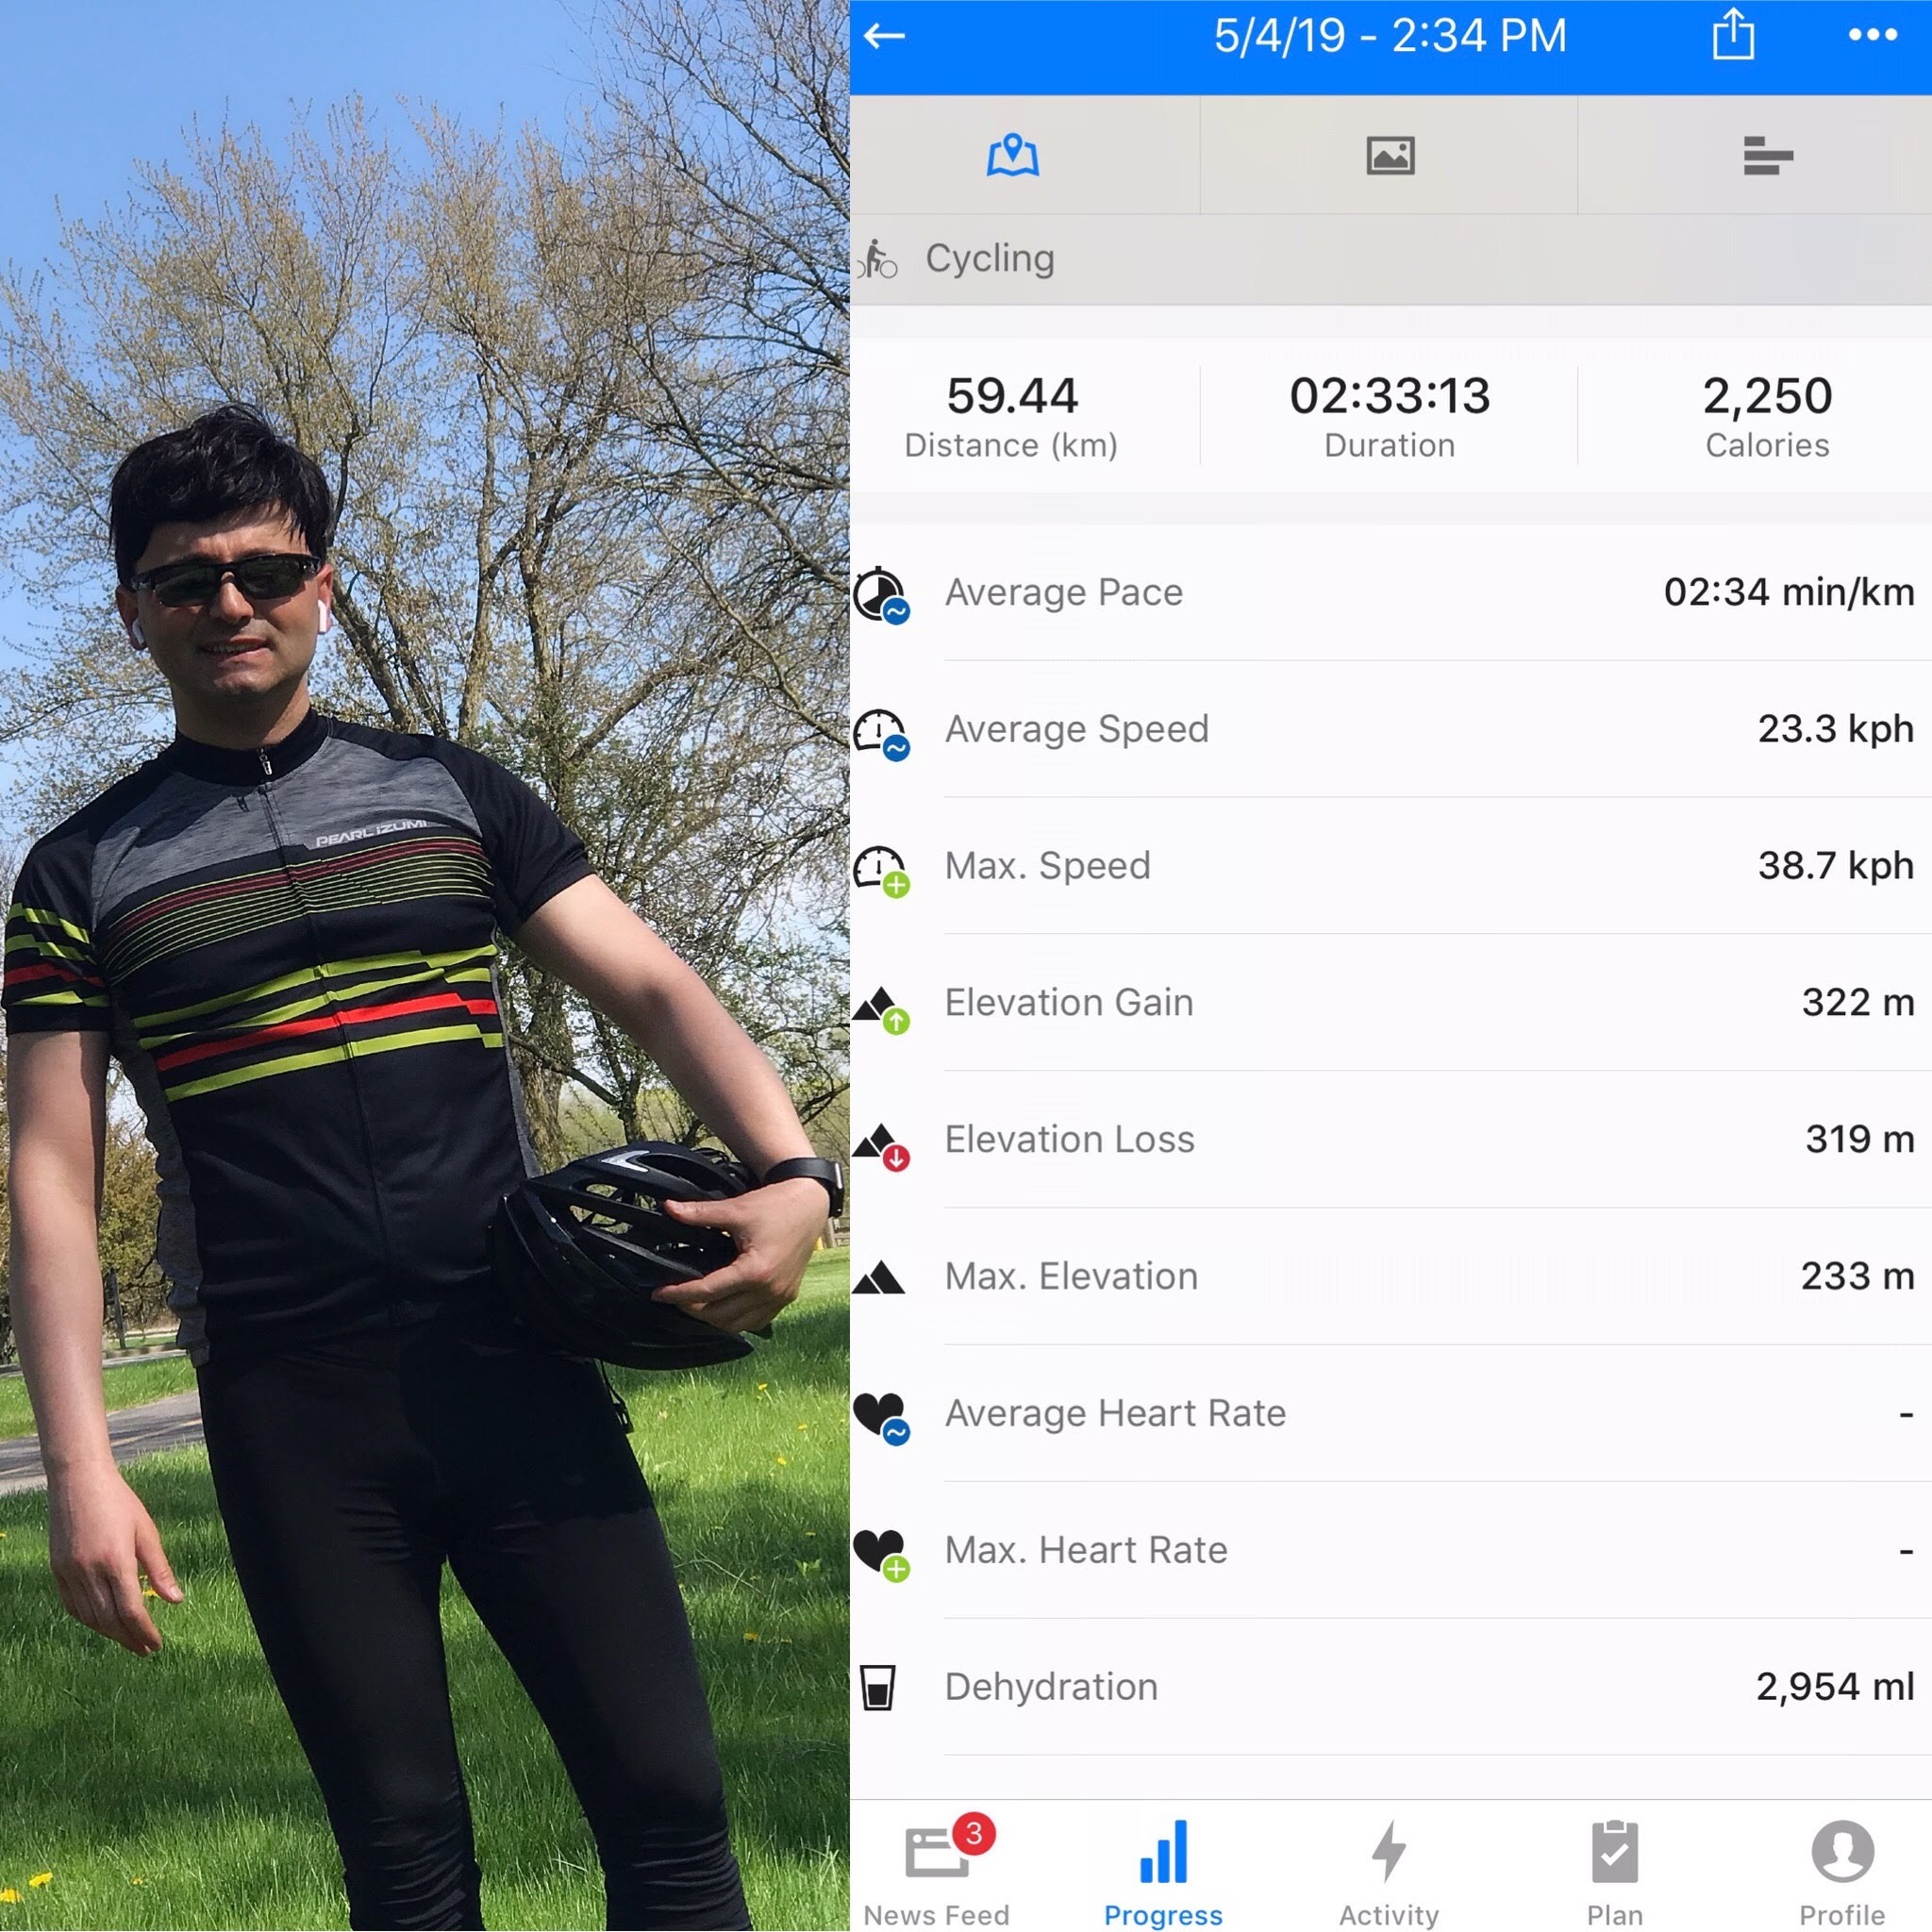 PEARL iZUMi
5/4/19 - 2:34 PM
Cycling
59.44
02:33:13
2,250
Distance (km)
Duration
Calories
Average Pace
02:34 min/km
Average Speed
23.3 kph
Max. Speed
38.7 kph
Elevation Gain
322 m
Elevation Loss
319 m
Max. Elevation
233 m
Average Heart Rate
-
Max. Heart Rate
-
Dehydration
2,954 ml
3
News Feed
Progress
Activity
Plan
Profile